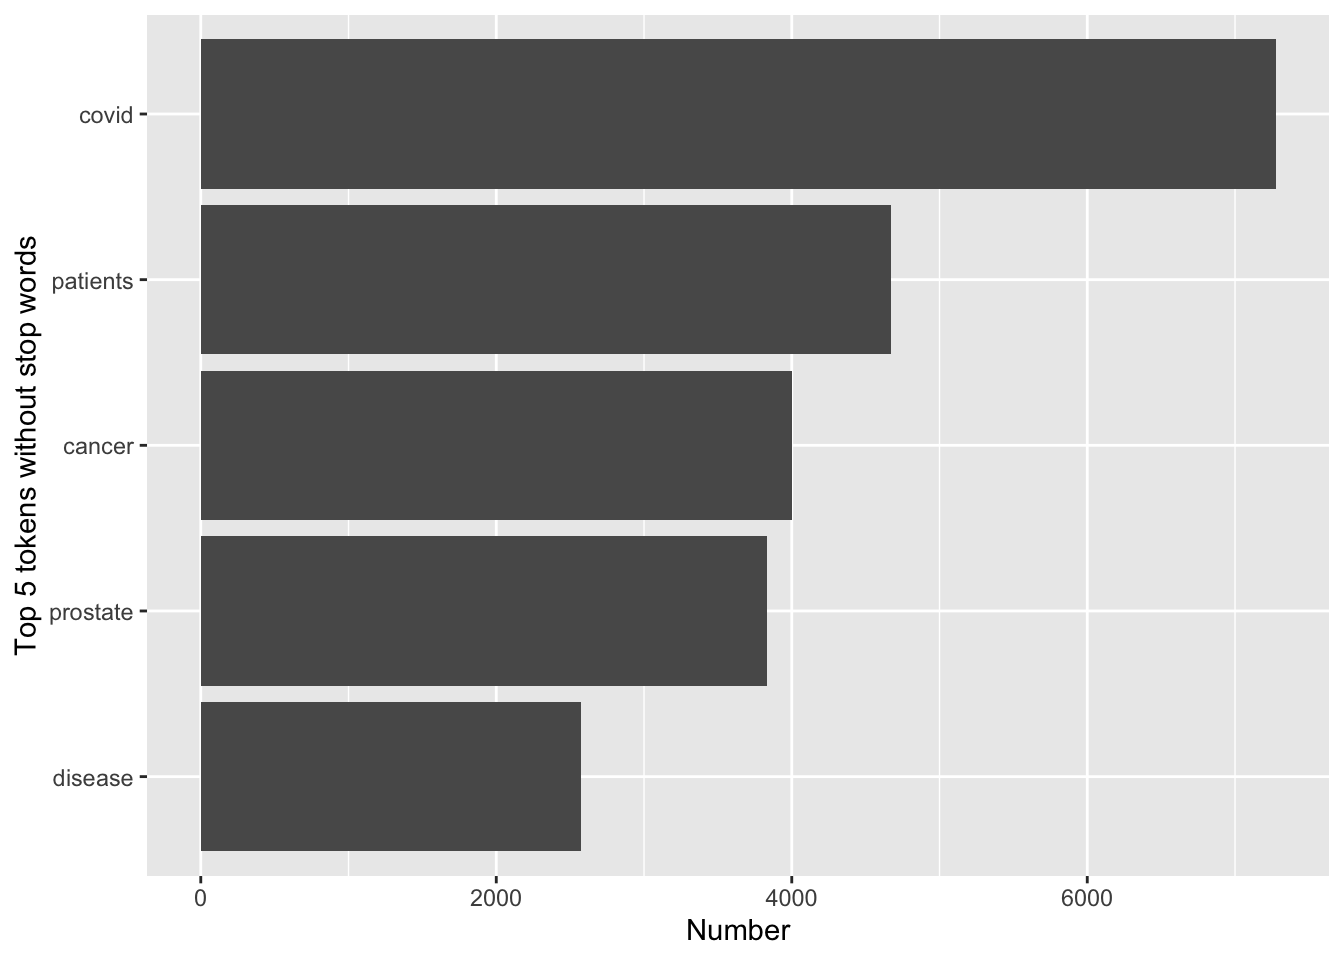 Top 5 tokens without stop words
covid
patients
cancer
prostate
disease
0 2000 4000 6000
Number